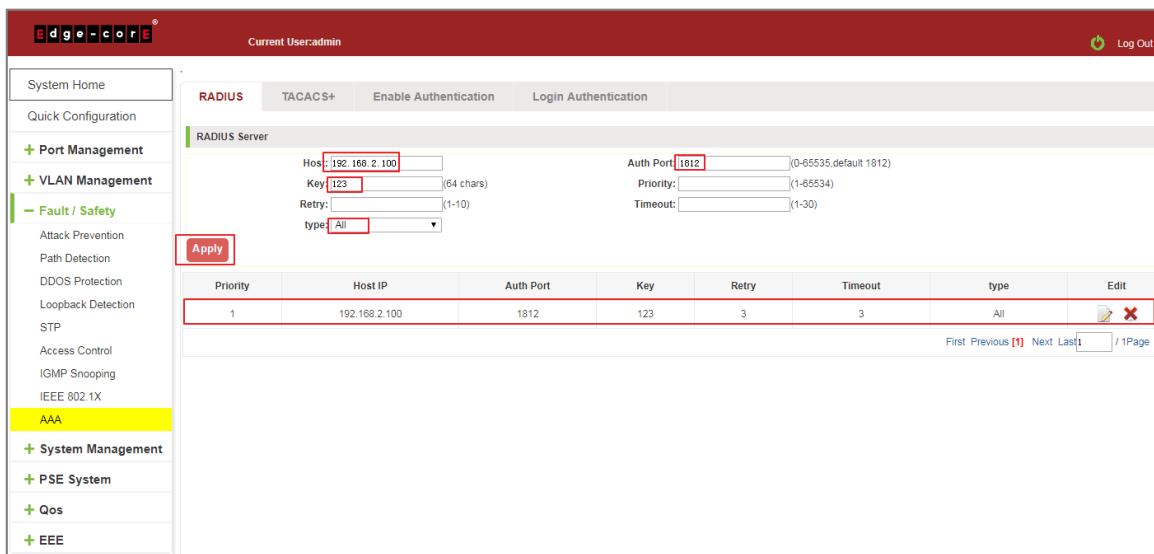 Edge-corE®
Current User:admin
Log Out
System Home
Quick Configuration
+ Port Management
+ VLAN Management
− Fault / Safety
Attack Prevention
Path Detection
DDOS Protection
Loopback Detection
STP
Access Control
IGMP Snooping
IEEE 802.1X
AAA
+ System Management
+ PSE System
+ Qos
+ EEE
RADIUS TACACS+ Enable Authentication Login Authentication
RADIUS Server
Host: 192.168.2.100 Auth Port: 1812 (0-65535,default 1812)
Key: 123 (64 chars) Priority: (1-65534)
Retry: (1-10) Timeout: (1-30)
type: All
Apply
Priority Host IP Auth Port Key Retry Timeout type Edit
1 192.168.2.100 1812 123 3 3 All
First Previous [1] Next Last 1 / 1Page